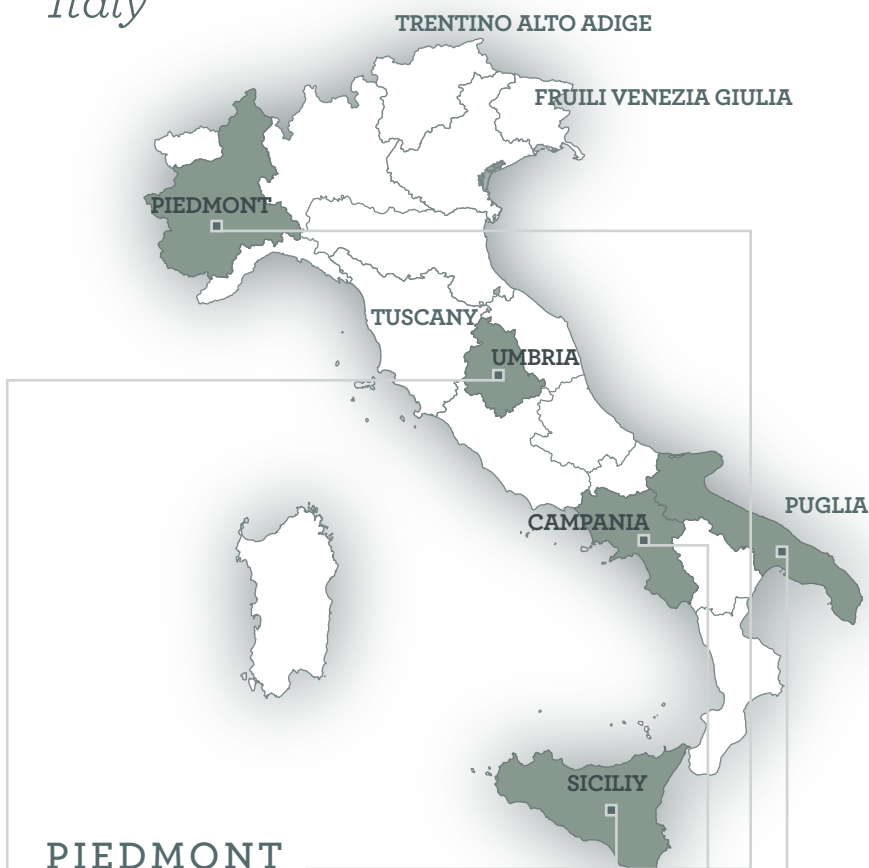 Italy
TRENTINO ALTO ADIGE
FRUILI VENEZIA GIULIA
PIEDMONT
TUSCANY
UMBRIA
PUGLIA
CAMPANIA
SICILIY
PIEDMONT